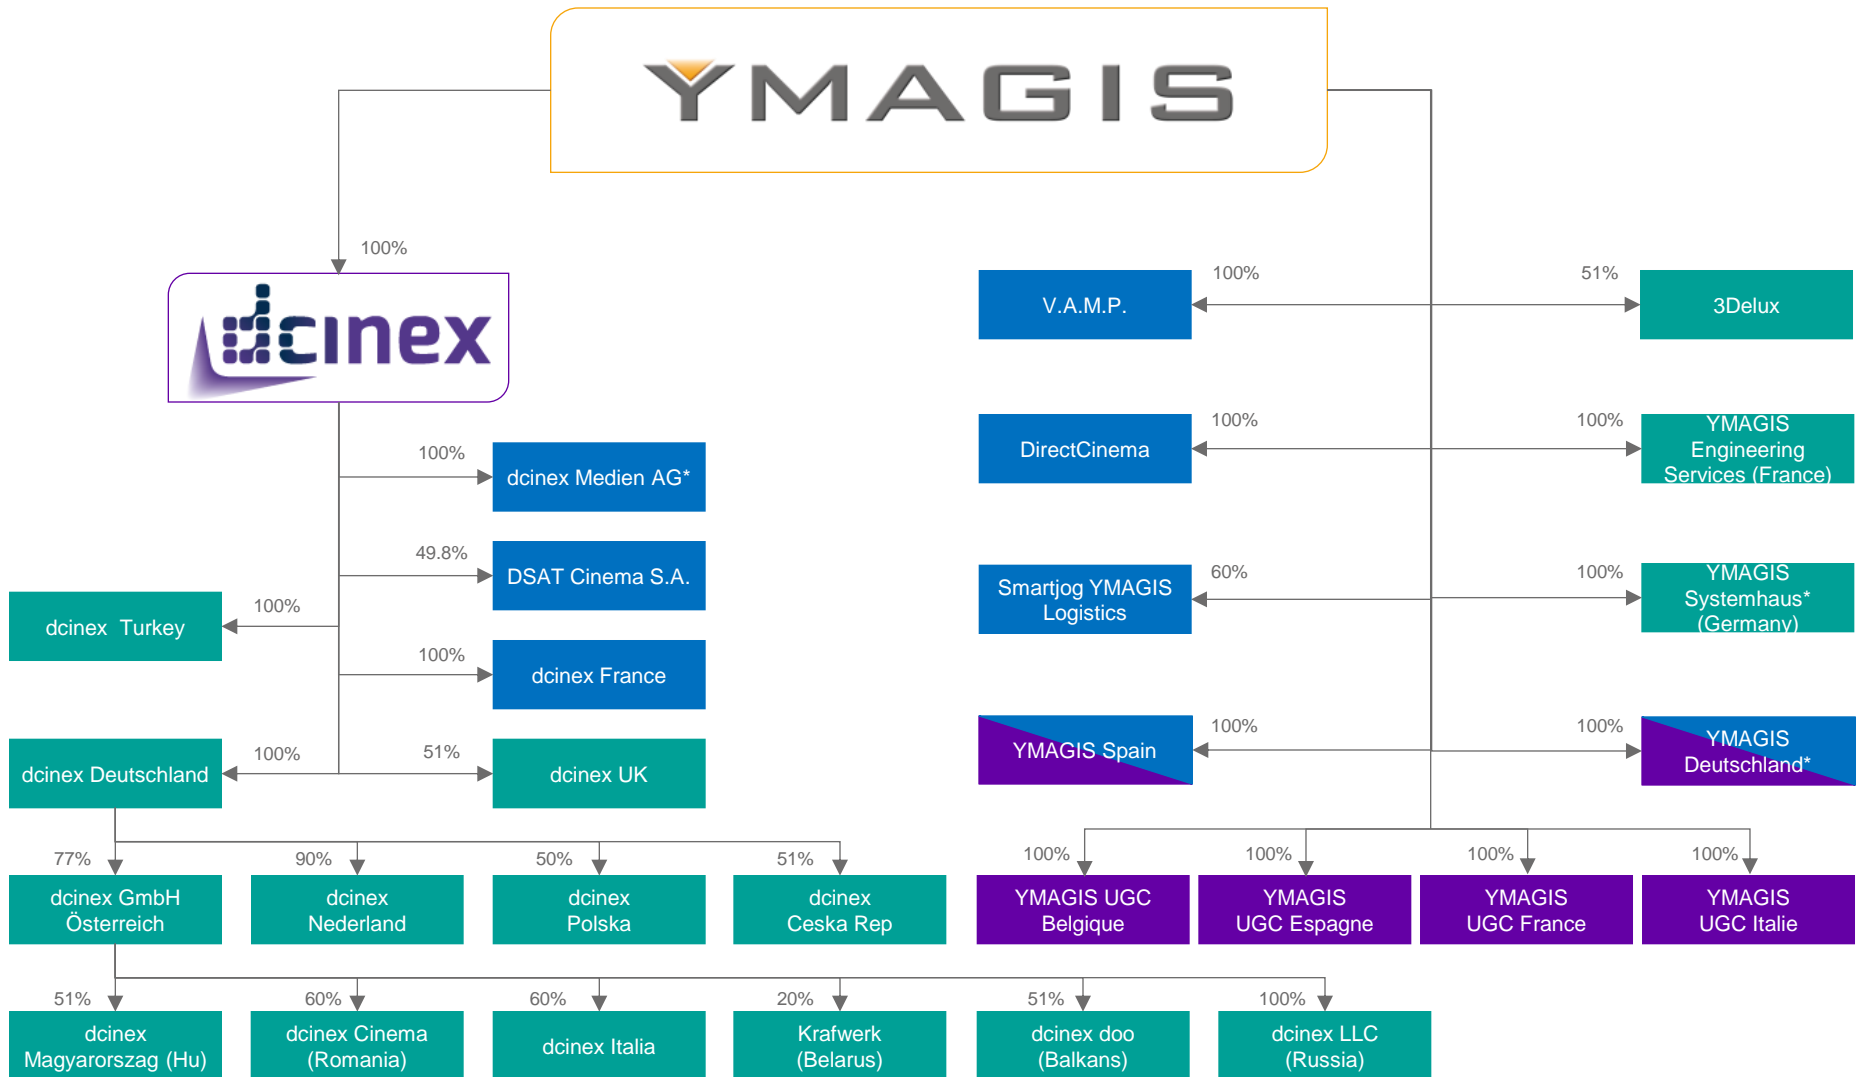 YMAGIS
100%
dcinex
100%
V.A.M.P.
51%
3Delux
100%
DirectCinema
100%
YMAGIS
Engineering
Services (France)
100%
dcinex Medien AG*
49.8%
DSAT Cinema S.A.
60%
Smartjog YMAGIS
Logistics
100%
YMAGIS
Systemhaus*
(Germany)
100%
dcinex  Turkey
100%
dcinex France
100%
YMAGIS Spain
100%
YMAGIS
Deutschland*
100%
dcinex Deutschland
51%
dcinex UK
77%
dcinex GmbH
Österreich
90%
dcinex
Nederland
50%
dcinex
Polska
51%
dcinex
Ceska Rep
100%
YMAGIS UGC
Belgique
100%
YMAGIS
UGC Espagne
100%
YMAGIS
UGC France
100%
YMAGIS
UGC Italie
51%
dcinex
Magyarorszag (Hu)
60%
dcinex Cinema
(Romania)
60%
dcinex Italia
20%
Krafwerk
(Belarus)
51%
dcinex doo
(Balkans)
100%
dcinex LLC
(Russia)